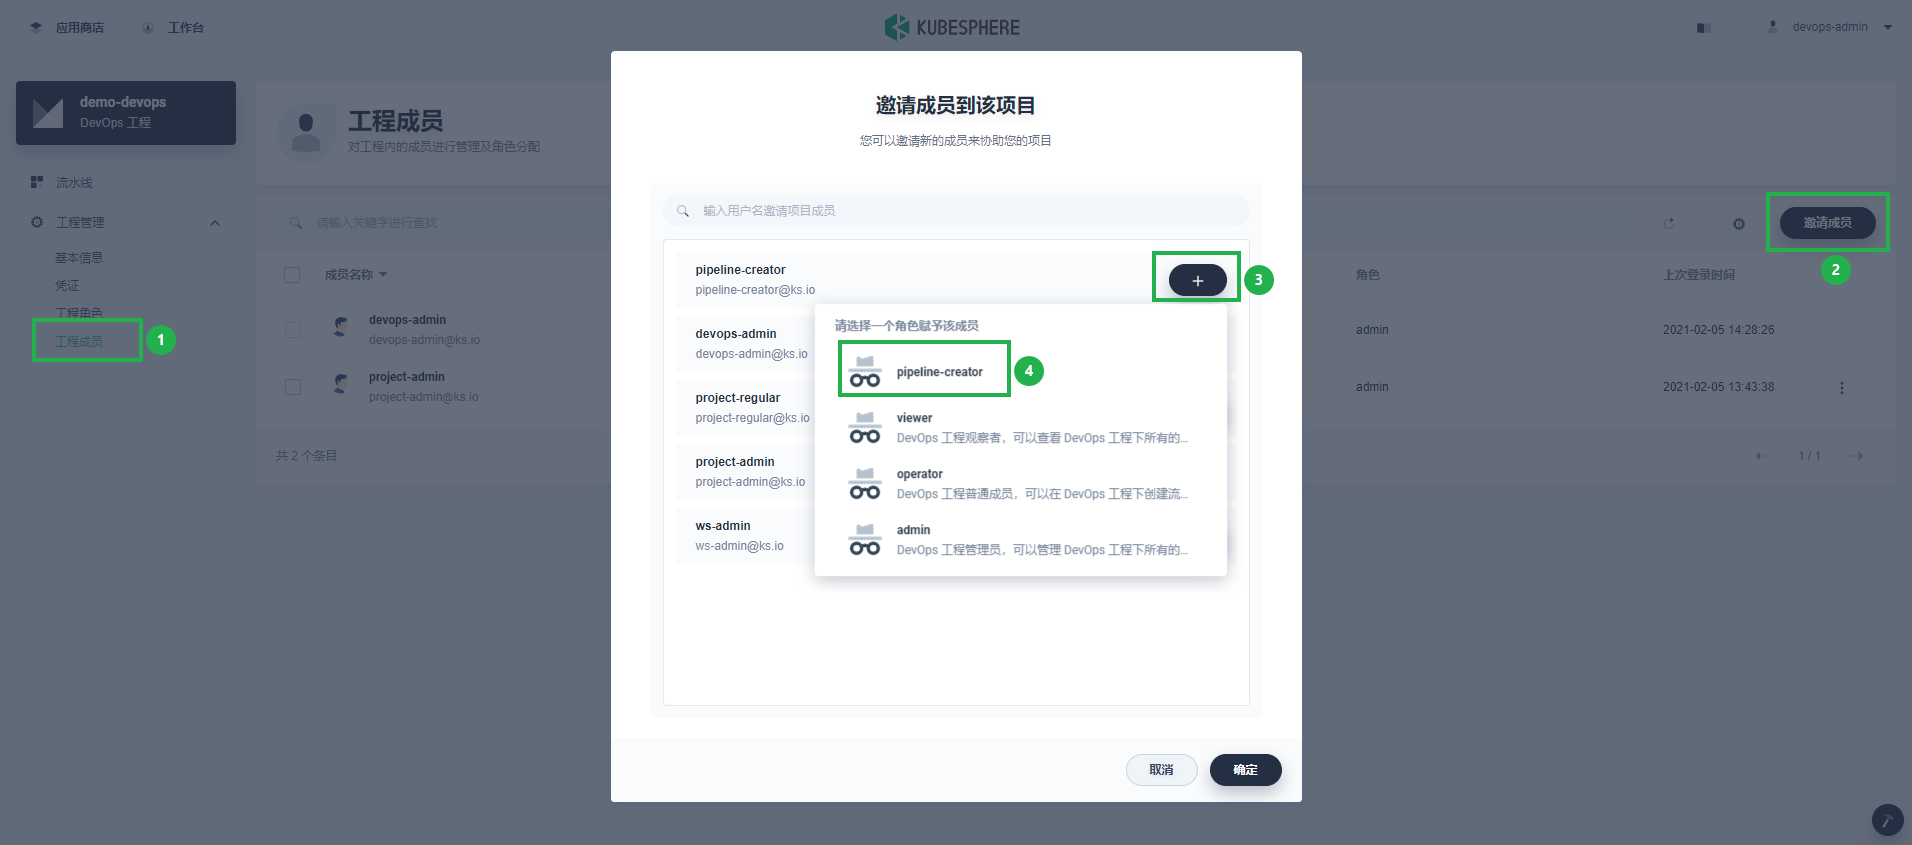 应用商店
工作台
KUBESPHERE
devops-admin
demo-devops
DevOps 工程
流水线
工程管理
基本信息
凭证
工程角色
工程成员
1
工程成员
对工程内的成员进行管理及角色分配
请输入关键字进行查找
邀请成员
2
成员名称
角色
上次登录时间
devops-admin
devops-admin@ks.io
admin
2021-02-05 14:28:26
project-admin
project-admin@ks.io
admin
2021-02-05 13:43:38
共 2 个条目
1 / 1
邀请成员到该项目
您可以邀请新的成员来协助您的项目
输入用户名邀请项目成员
pipeline-creator
pipeline-creator@ks.io
3
devops-admin
devops-admin@ks.io
project-regular
project-regular@ks.io
project-admin
project-admin@ks.io
ws-admin
ws-admin@ks.io
请选择一个角色赋予该成员
pipeline-creator
4
viewer
DevOps 工程观察者，可以查看 DevOps 工程下所有的...
operator
DevOps 工程普通成员，可以在 DevOps 工程下创建流...
admin
DevOps 工程管理员，可以管理 DevOps 工程下所有的...
取消
确定